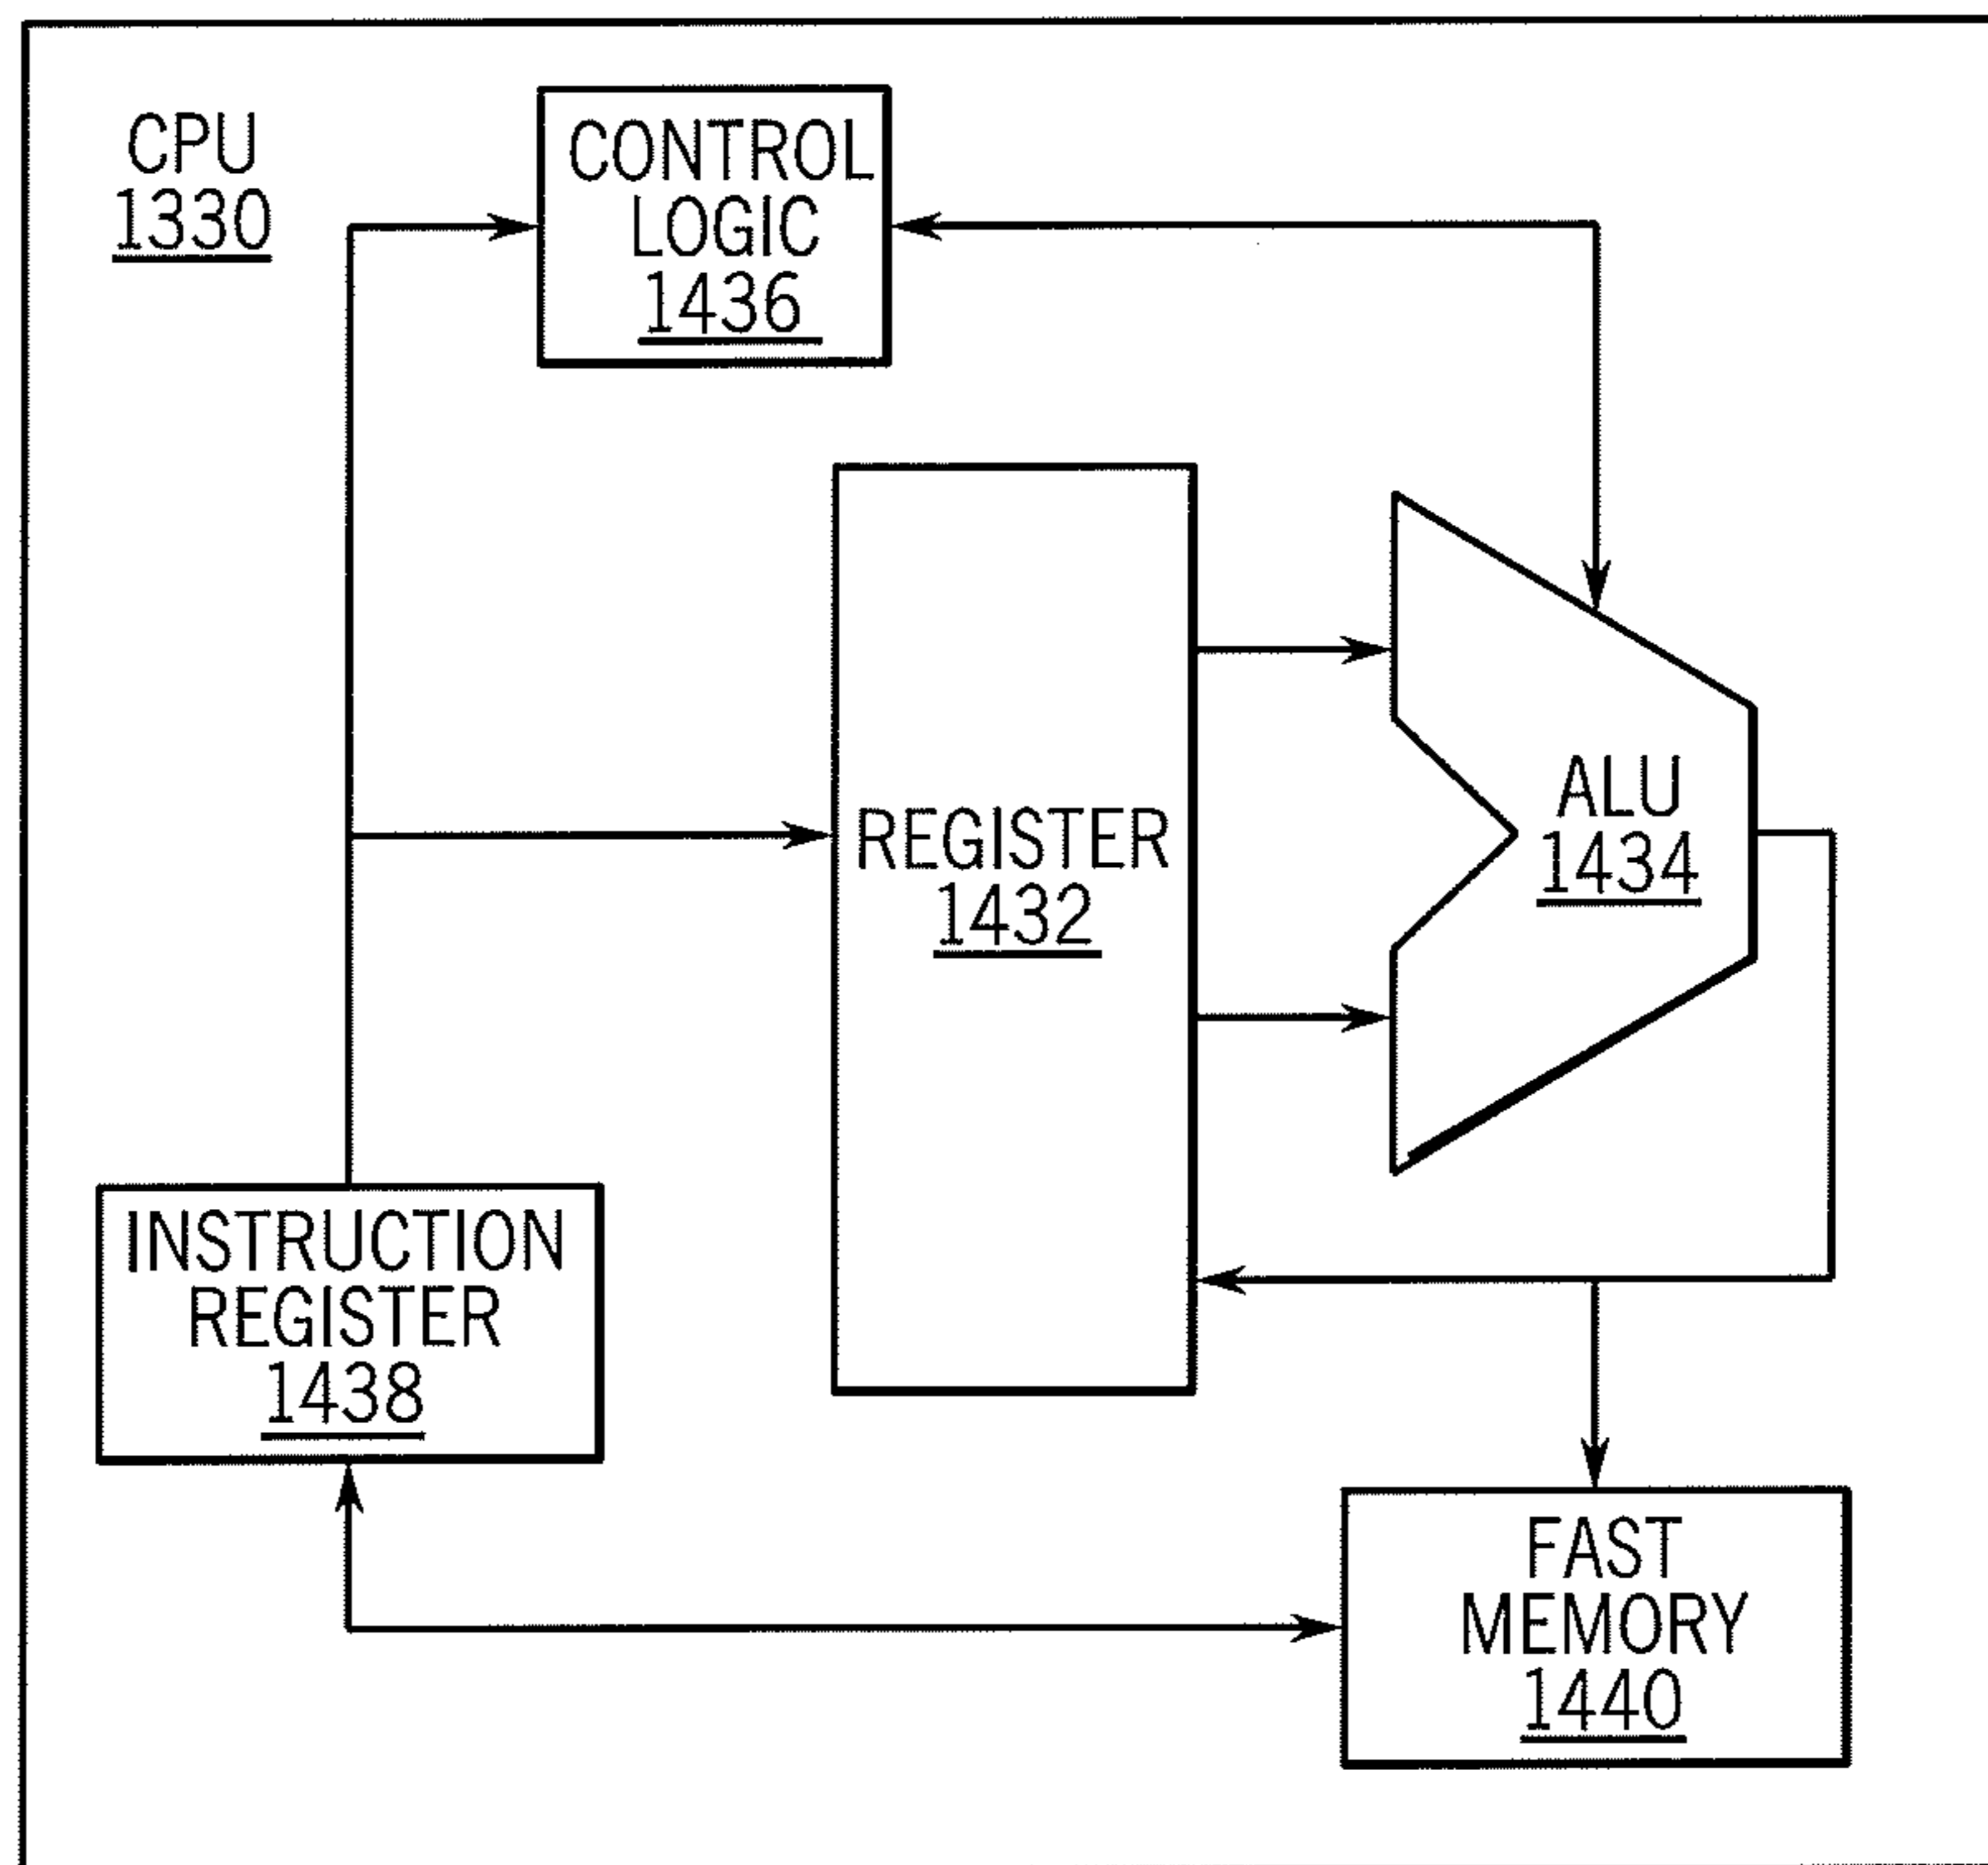 CPU
1330
CONTROL
LOGIC
1436
REGISTER
1432
ALU
1434
INSTRUCTION
REGISTER
1438
FAST
MEMORY
1440